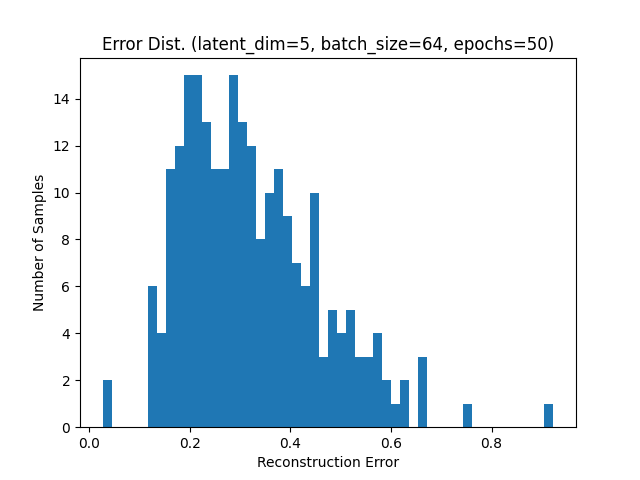 Error Dist. (latent_dim=5, batch_size=64, epochs=50)
14
12
10
8
6
4
2
0
Number of Samples
0.0 0.2 0.4 0.6 0.8
Reconstruction Error